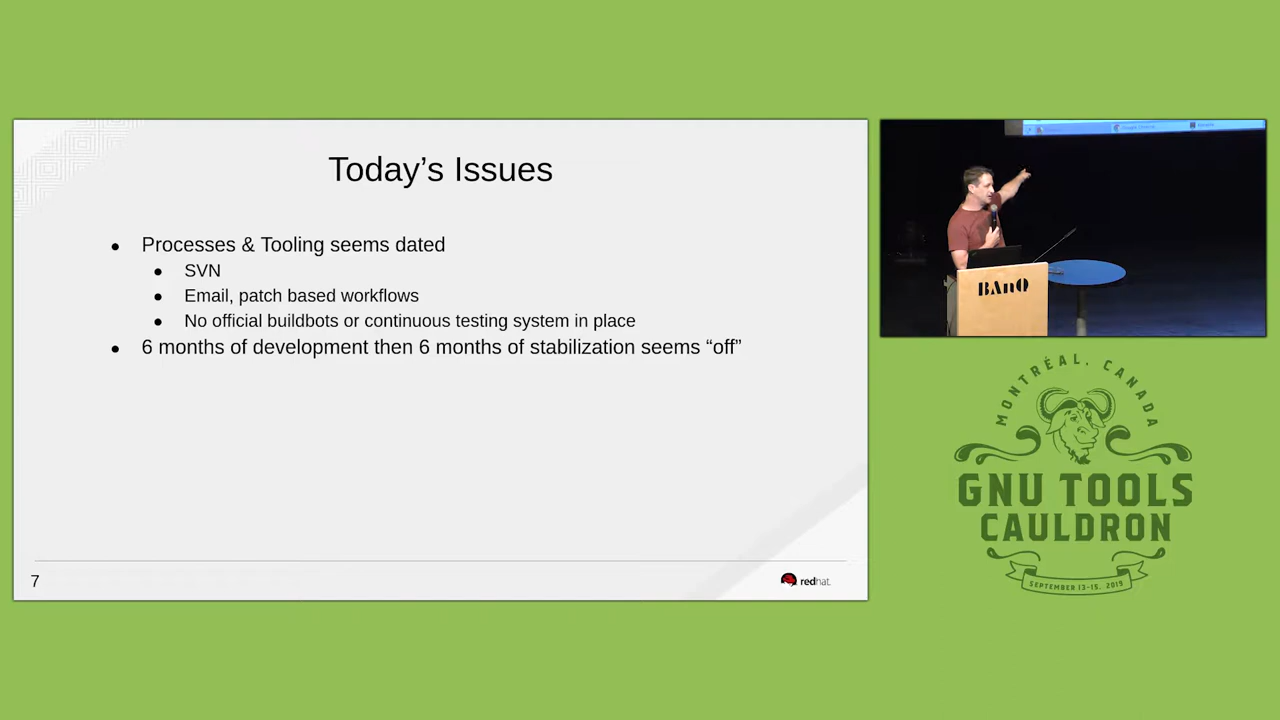 Today’s Issues
Processes & Tooling seems dated
SVN
Email, patch based workflows
No official buildbots or continuous testing system in place
6 months of development then 6 months of stabilization seems “off”
7
redhat.
BAnQ
MONTRÉAL, CANADA
GNU TOOLS
CAULDRON
SEPTEMBER 13-15, 2019